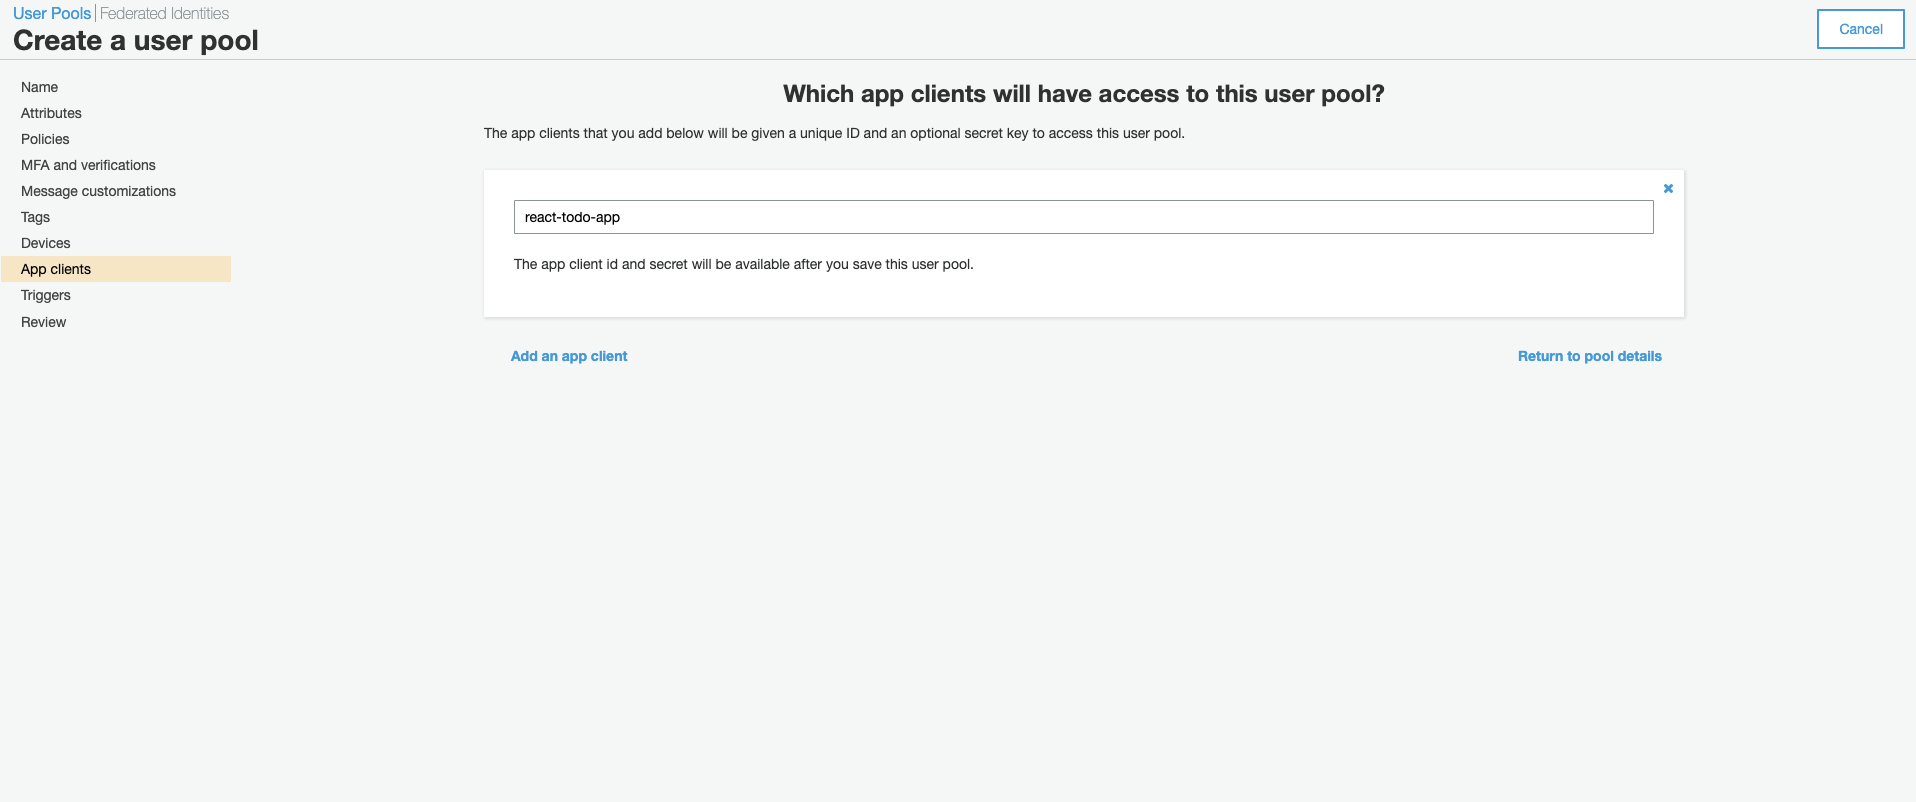 User Pools | Federated Identities
Create a user pool
Cancel
Name
Attributes
Policies
MFA and verifications
Message customizations
Tags
Devices
App clients
Triggers
Review
Which app clients will have access to this user pool?
The app clients that you add below will be given a unique ID and an optional secret key to access this user pool.
react-todo-app
The app client id and secret will be available after you save this user pool.
Add an app client
Return to pool details